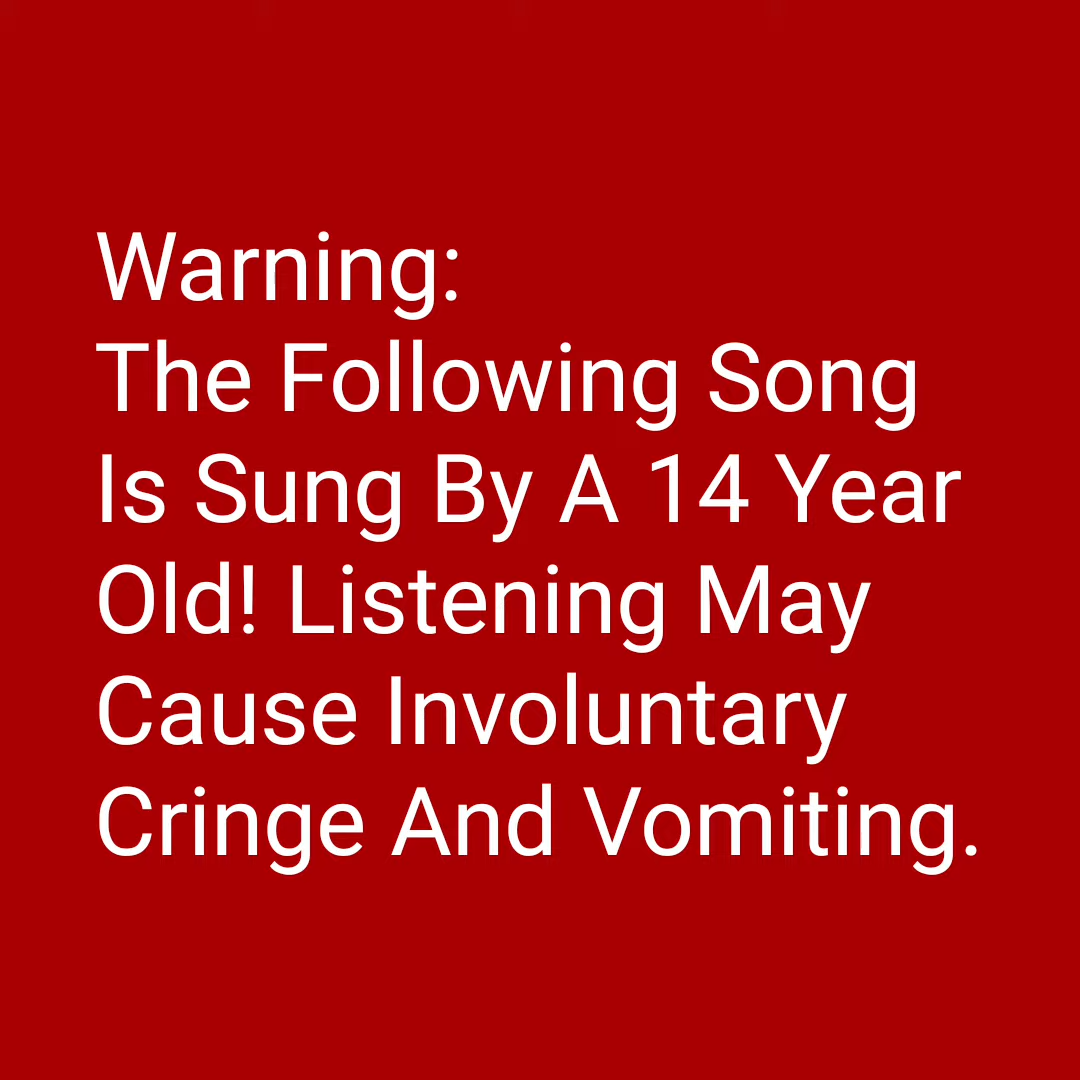 Warning:
The Following Song
Is Sung By A 14 Year
Old! Listening May
Cause Involuntary
Cringe And Vomiting.